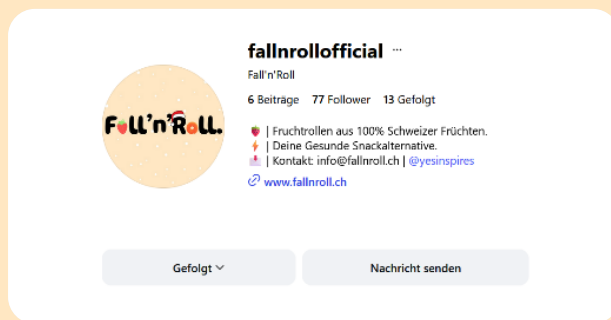 fallnrollofficial ...
Fall'n'Roll
6 Beiträge 77 Follower 13 Gefolgt
Fall'n'Roll.
| Fruchtrollen aus 100% Schweizer Früchten.
| Deine Gesunde Snackalternative.
| Kontakt: info@fallnroll.ch | @yesinspires
www.fallnroll.ch
Gefolgt
Nachricht senden